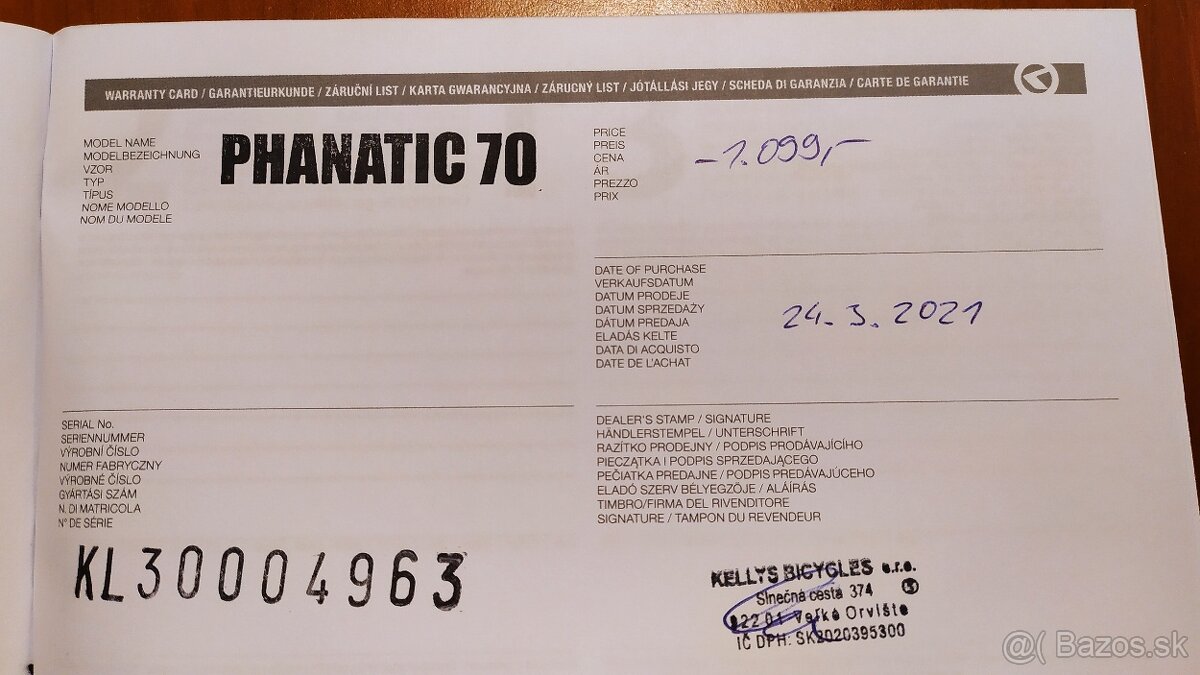 WARRANTY CARD / GARANTIEURKUNDE / ZÁRUČNÍ LIST / KARTA GWARANCYJNA / ZÁRUCNÝ LIST / JÓTÁLLÁSI JEGY / SCHEDA DI GARANZIA / CARTE DE GARANTIE
MODEL NAME
MODELBEZEICHNUNG
VZOR
TYP
TÍPUS
NOME MODELLO
NOM DU MODELE
PHANATIC 70
PRICE
PREIS
CENA
ÁR
PREZZO
PRIX
-1.099,-
DATE OF PURCHASE
VERKAUFSDATUM
DATUM PRODEJE
DATUM SPRZEDAŻY
DÁTUM PREDAJA
ELADÁS KELTE
DATA DI ACQUISTO
DATE DE L'ACHAT
24.3.2021
SERIAL No.
SERIENNUMMER
VÝROBNÍ ČÍSLO
NUMER FABRYCZNY
VÝROBNÉ ČÍSLO
GYÁRTÁSI SZÁM
N. DI MATRICOLA
N° DE SÉRIE
KL30004963
DEALER'S STAMP / SIGNATURE
HÄNDLERSTEMPEL / UNTERSCHRIFT
RAZÍTKO PRODEJNY / PODPIS PRODÁVAJÍCÍHO
PIECZĄTKA I PODPIS SPRZEDAJĄCEGO
PEČIATKA PREDAJNE / PODPIS PREDÁVAJÚCEHO
ELADÓ SZERV BÉLYEGZŐJE / ALÁÍRÁS
TIMBRO/FIRMA DEL RIVENDITORE
SIGNATURE / TAMPON DU REVENDEUR
KELLYS BICYCLES s.r.o.
Slnečná cesta 374
922 01 Veľké Orvište
IČ DPH: SK2020395300
@( Bazos.sk